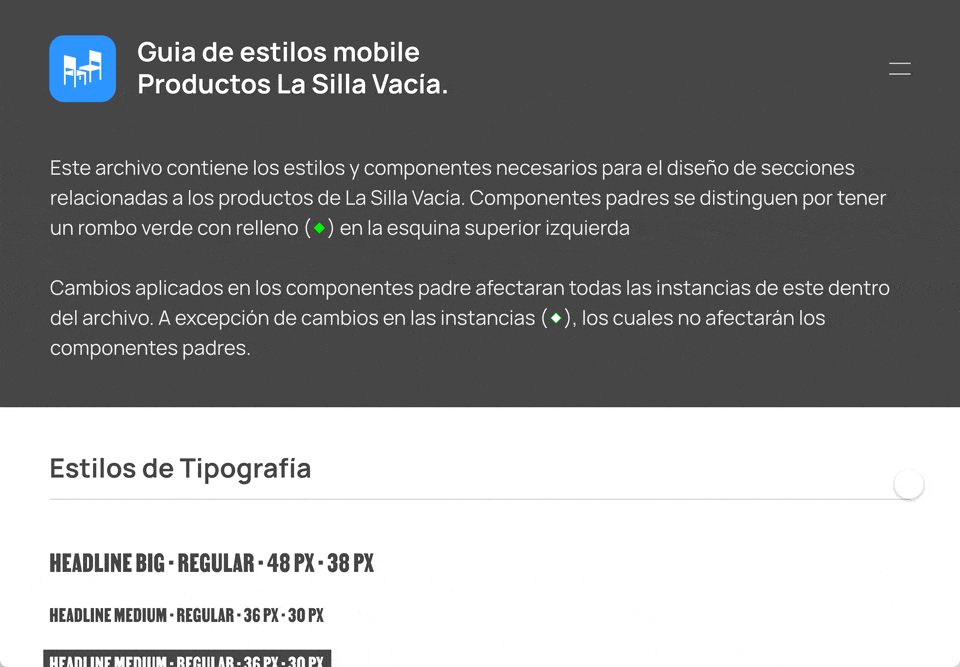 Guia de estilos mobile
Productos La Silla Vacía.
Este archivo contiene los estilos y componentes necesarios para el diseño de secciones
relacionadas a los productos de La Silla Vacía. Componentes padres se distinguen por tener
un rombo verde con relleno (◆) en la esquina superior izquierda
Cambios aplicados en los componentes padre afectaran todas las instancias de este dentro
del archivo. A excepción de cambios en las instancias (◆), los cuales no afectarán los
componentes padres.
Estilos de Tipografía
HEADLINE BIG - REGULAR - 48 PX - 38 PX
HEADLINE MEDIUM - REGULAR - 36 PX - 30 PX
HEADLINE MEDIUM - REGULAR - 36 PX - 30 PX